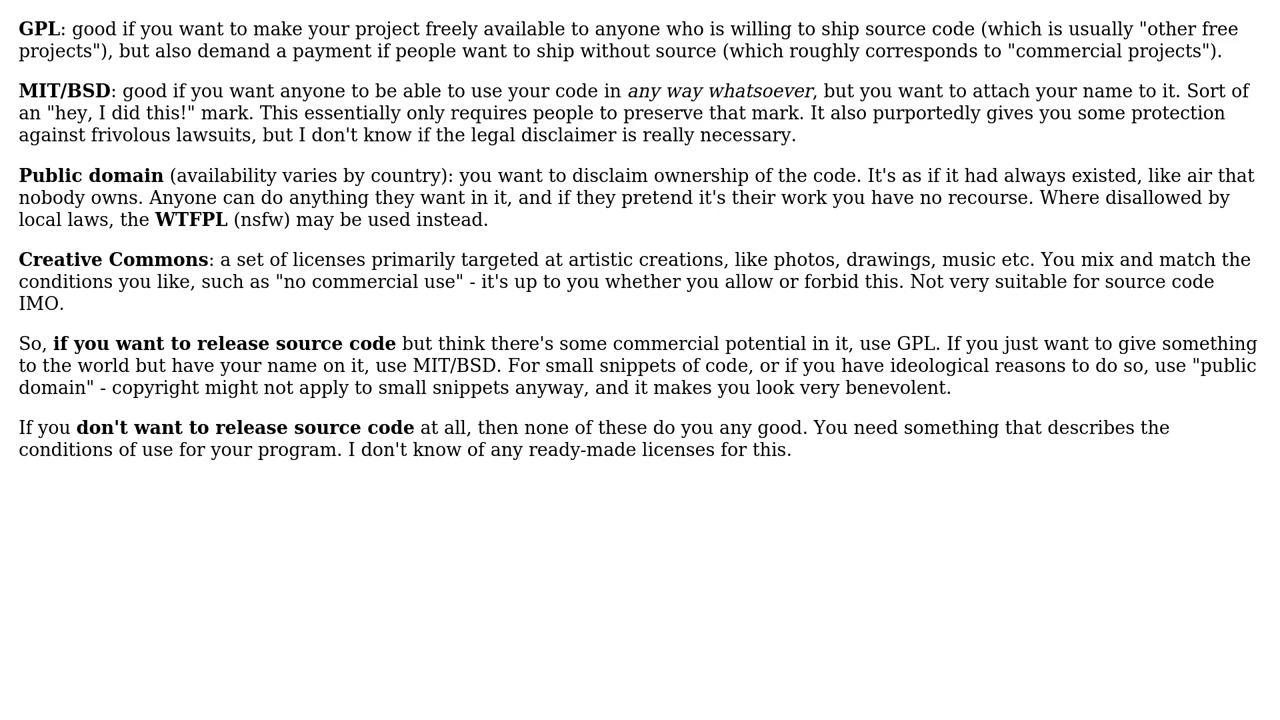 GPL: good if you want to make your project freely available to anyone who is willing to ship source code (which is usually "other free
projects"), but also demand a payment if people want to ship without source (which roughly corresponds to "commercial projects").
MIT/BSD: good if you want anyone to be able to use your code in any way whatsoever, but you want to attach your name to it. Sort of
an "hey, I did this!" mark. This essentially only requires people to preserve that mark. It also purportedly gives you some protection
against frivolous lawsuits, but I don't know if the legal disclaimer is really necessary.
Public domain (availability varies by country): you want to disclaim ownership of the code. It's as if it had always existed, like air that
nobody owns. Anyone can do anything they want in it, and if they pretend it's their work you have no recourse. Where disallowed by
local laws, the WTFPL (nsfw) may be used instead.
Creative Commons: a set of licenses primarily targeted at artistic creations, like photos, drawings, music etc. You mix and match the
conditions you like, such as "no commercial use" - it's up to you whether you allow or forbid this. Not very suitable for source code
IMO.
So, if you want to release source code but think there's some commercial potential in it, use GPL. If you just want to give something
to the world but have your name on it, use MIT/BSD. For small snippets of code, or if you have ideological reasons to do so, use "public
domain" - copyright might not apply to small snippets anyway, and it makes you look very benevolent.
If you don't want to release source code at all, then none of these do you any good. You need something that describes the
conditions of use for your program. I don't know of any ready-made licenses for this.